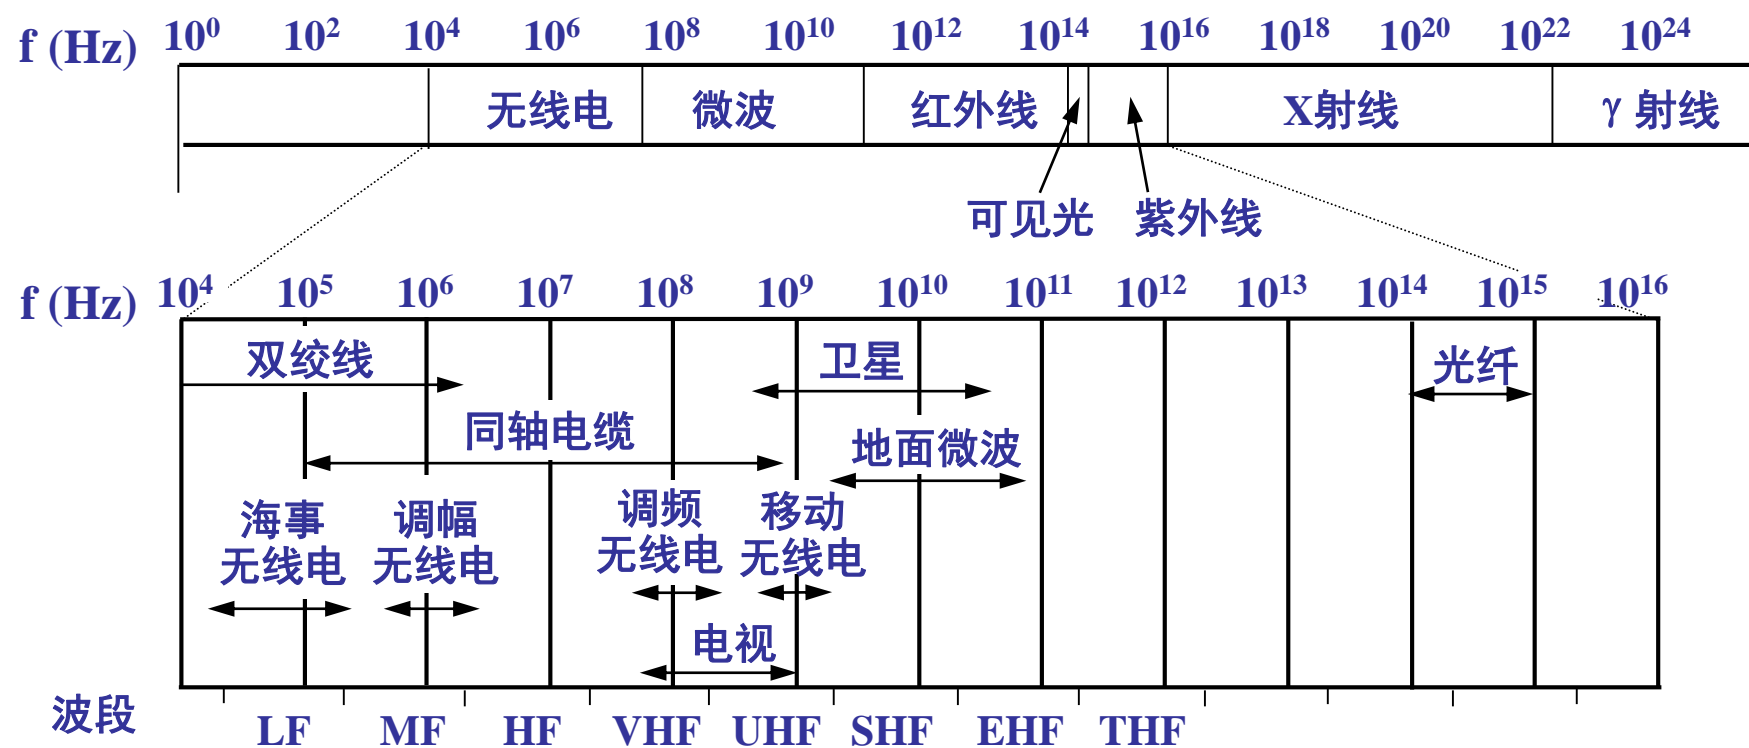 f (Hz) 10⁰ 10² 10⁴ 10⁶ 10⁸ 10¹⁰ 10¹² 10¹⁴ 10¹⁶ 10¹⁸ 10²⁰ 10²² 10²⁴
无线电 微波 红外线 X射线 γ 射线
可见光 紫外线
f (Hz) 10⁴ 10⁵ 10⁶ 10⁷ 10⁸ 10⁹ 10¹⁰ 10¹¹ 10¹² 10¹³ 10¹⁴ 10¹⁵ 10¹⁶
双绞线 卫星 光纤
同轴电缆 地面微波
海事 调幅 调频 移动
无线电 无线电 无线电 无线电
电视
波段 LF MF HF VHF UHF SHF EHF THF